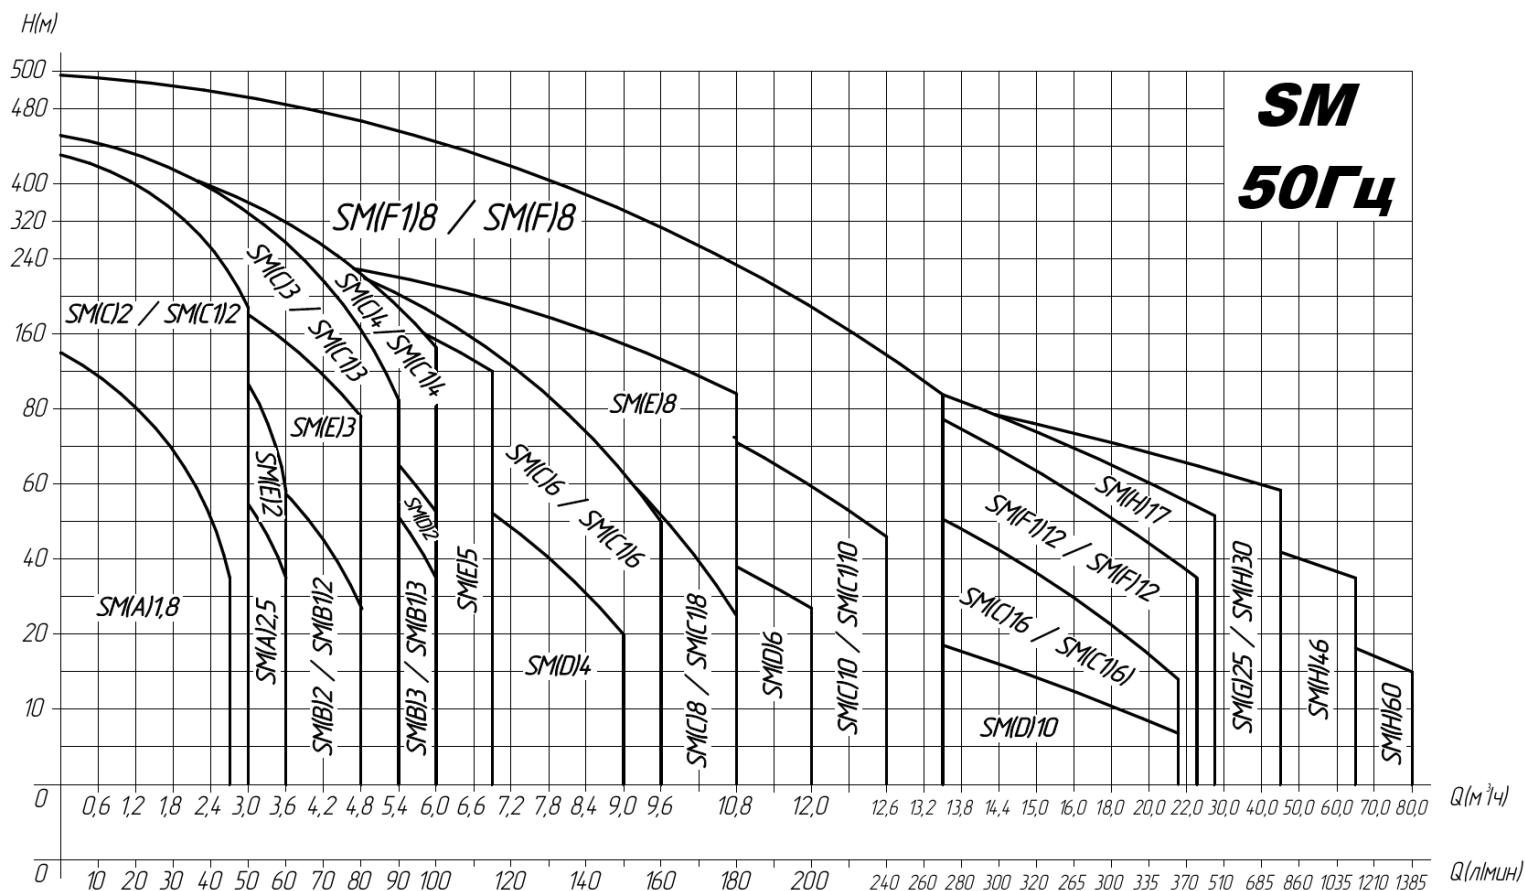 H(м)
500
480
400
320
240
160
80
60
40
20
10
0
SM
50Гц
SM(F1)8 / SM(F)8
SM(C)2 / SM(C1)2
SM(C)3 / SM(C1)3
SM(C)4/SM(C1)4
SM(E)3
SM(E)8
SM(E)2
SM(D)2
SM(A)1,8
SM(A)2,5
SM(B)2 / SM(B1)2
SM(B)3 / SM(B1)3
SM(E)5
SM(C)6 / SM(C1)6
SM(D)4
SM(C)8 / SM(C1)8
SM(D)6
SM(C)10 / SM(C1)10
SM(H)17
SM(F1)12 / SM(F)12
SM(C)16 / SM(C1)6)
SM(D)10
SM(G)25 / SM(H)30
SM(H)46
SM(H)60
0,6 1,2 1,8 2,4 3,0 3,6 4,2 4,8 5,4 6,0 6,6 7,2 7,8 8,4 9,0 9,6 10,8 12,0 12,6 13,2 13,8 14,4 15,0 16,0 18,0 20,0 22,0 30,0 40,0 50,0 60,0 70,0 80,0 Q(м³/ч)
0 10 20 30 40 50 60 70 80 90 100 120 140 160 180 200 240 260 280 300 320 265 300 335 370 510 685 860 1035 1210 1385 Q(л/мин)